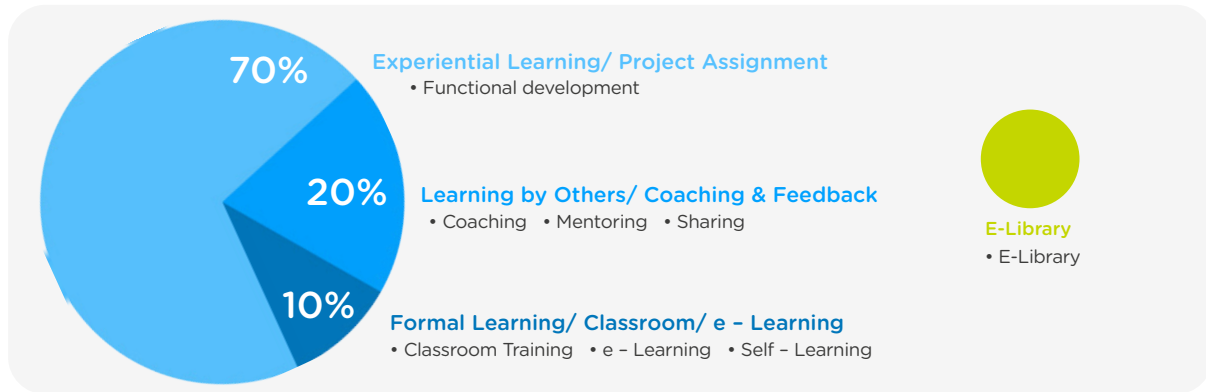 70%
Experiential Learning/ Project Assignment
• Functional development
20%
Learning by Others/ Coaching & Feedback
• Coaching • Mentoring • Sharing
10%
Formal Learning/ Classroom/ e – Learning
• Classroom Training • e – Learning • Self – Learning
E-Library
• E-Library